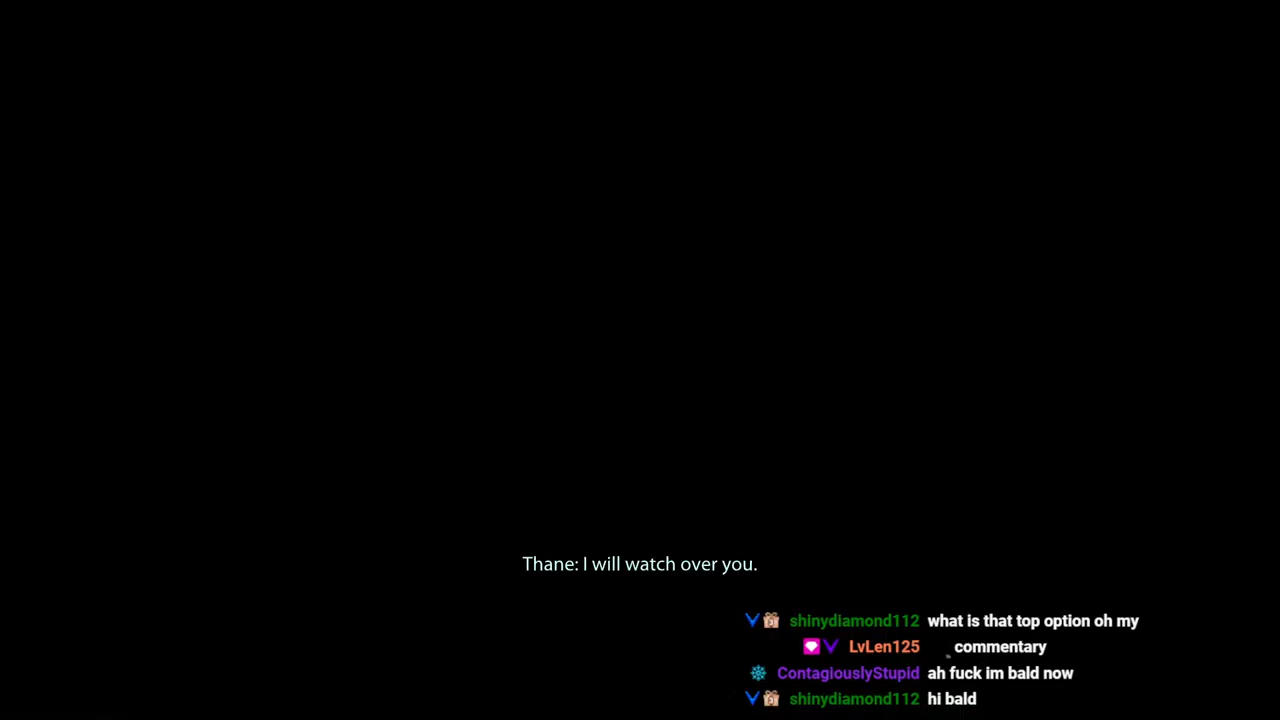 Thane: I will watch over you.
shinydiamond112 what is that top option oh my
LvLen125 commentary
ContagiouslyStupid ah fuck im bald now
shinydiamond112 hi bald